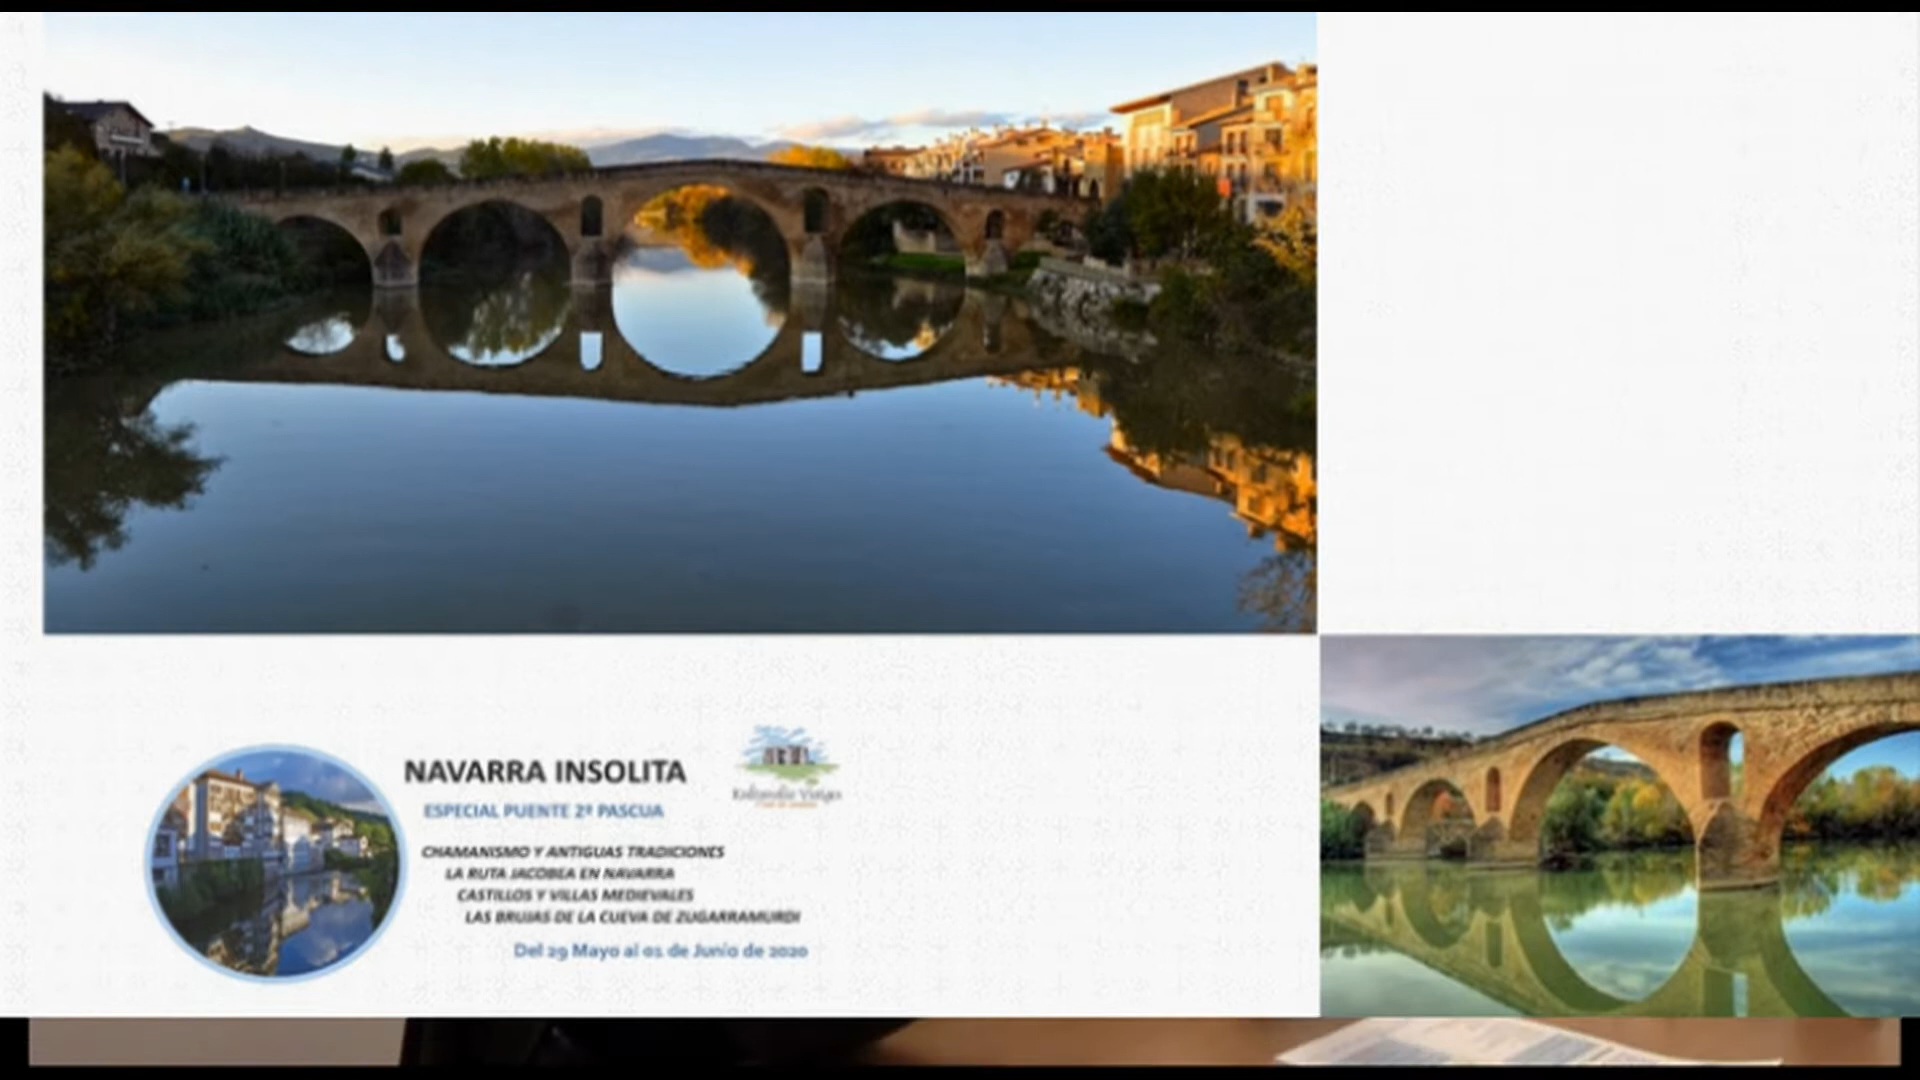 NAVARRA INSOLITA
ESPECIAL PUENTE 2ª PASCUA
CHAMANISMO Y ANTIGUAS TRADICIONES
LA RUTA JACOBEA EN NAVARRA
CASTILLOS Y VILLAS MEDIEVALES
LAS BRUJAS DE LA CUEVA DE ZUGARRAMURDI
Del 29 Mayo al 01 de Junio de 2020
Viajes